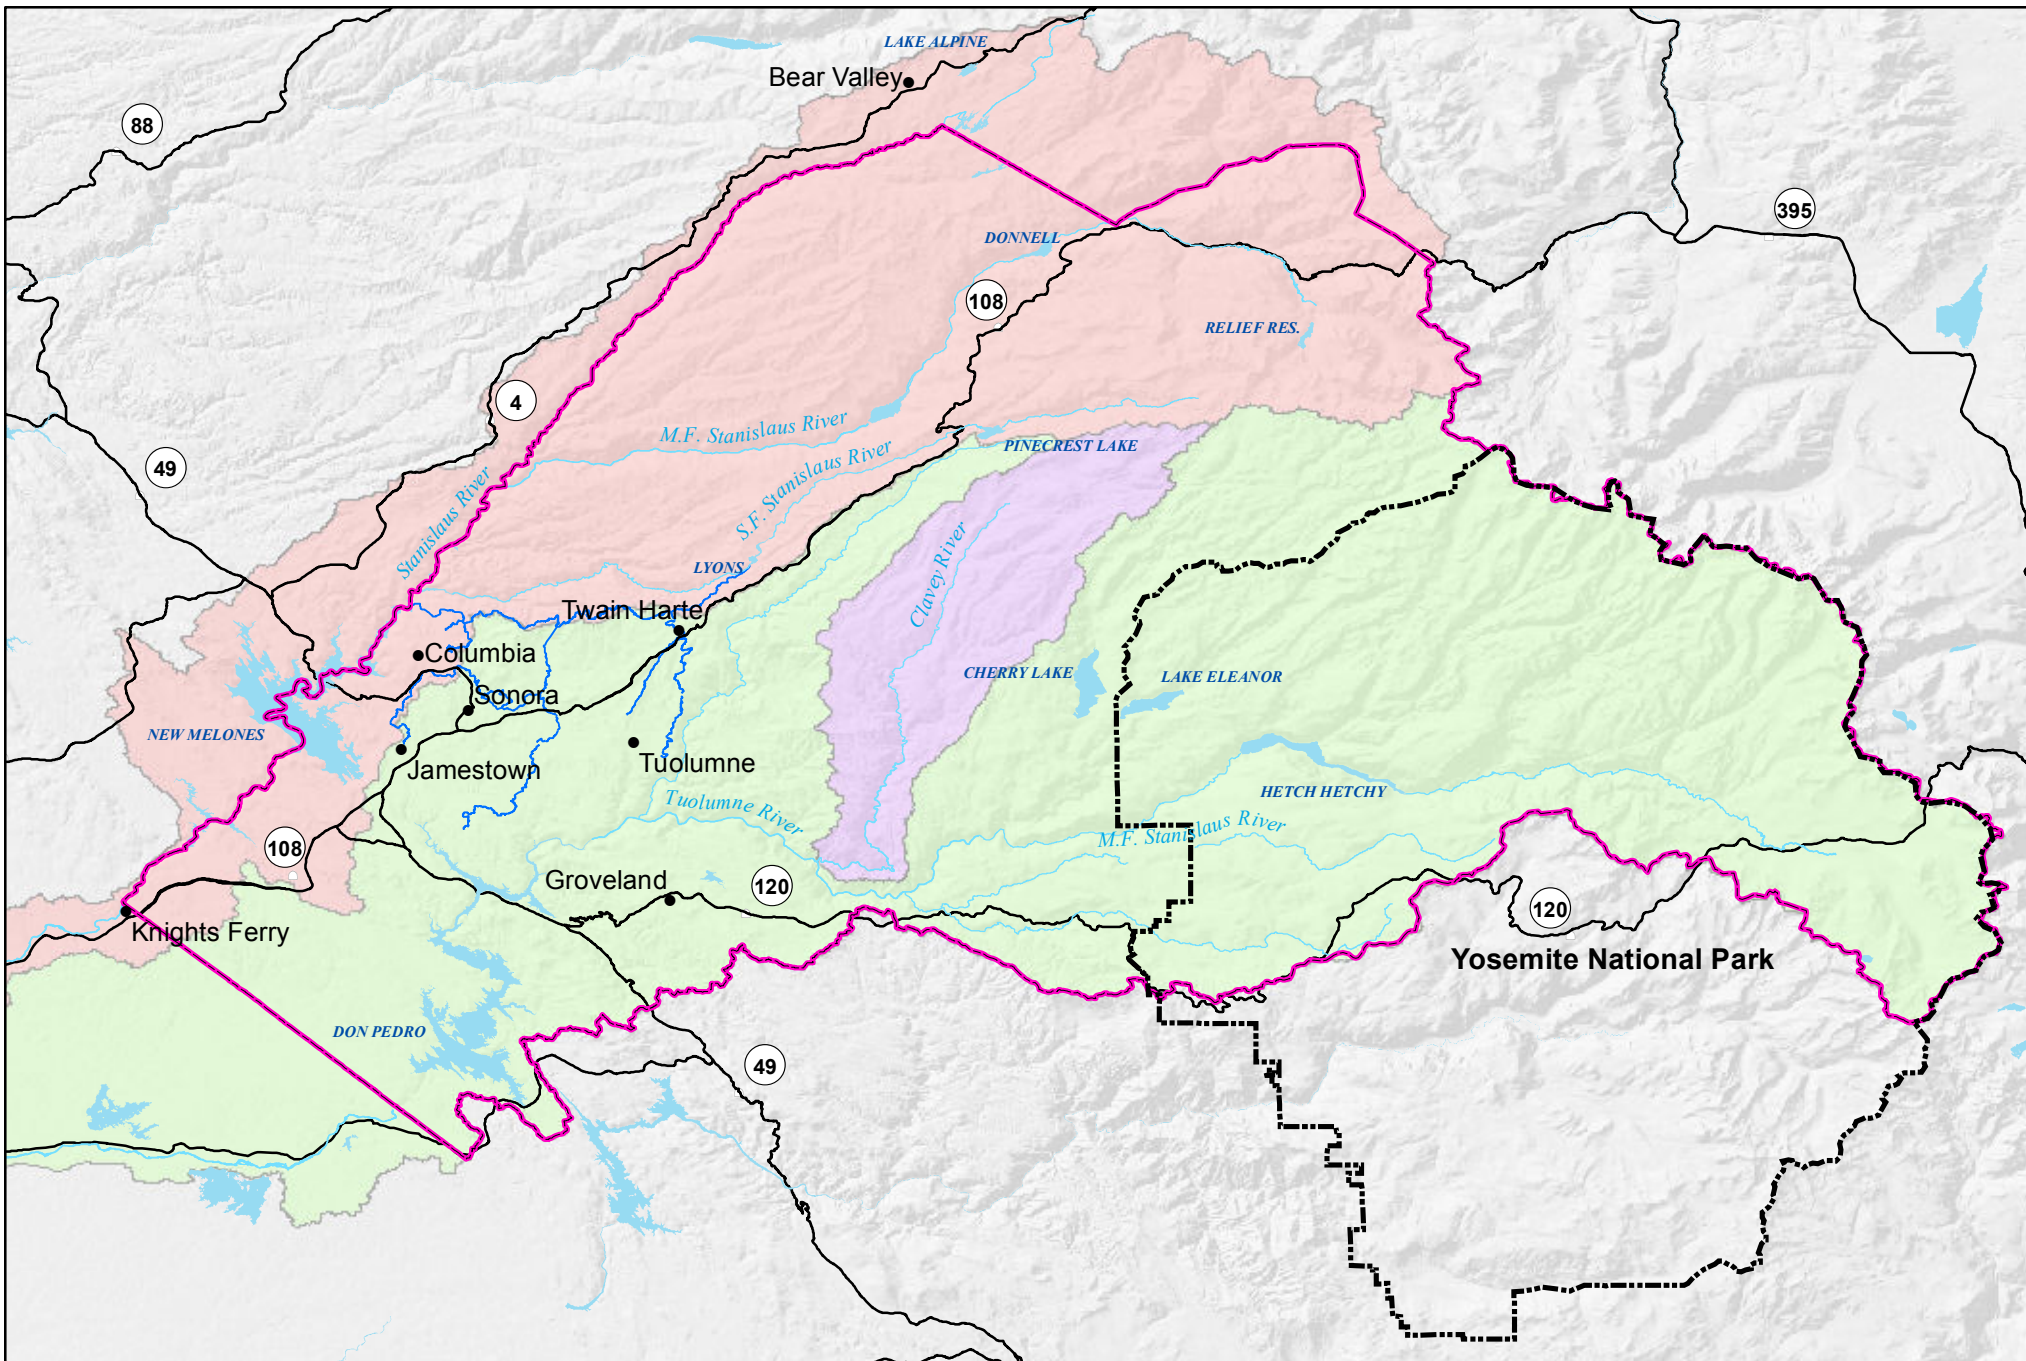 LAKE ALPINE
Bear Valley
88
395
DONNELL
108
RELIEF RES.
4
M.F. Stanislaus River
49
S.F. Stanislaus River
PINECREST LAKE
Stanislaus River
LYONS
Clavey River
Twain Harte
Columbia
CHERRY LAKE
LAKE ELEANOR
Sonora
NEW MELONES
Jamestown
Tuolumne
HETCH HETCHY
Tuolumne River
M.F. Stanislaus River
108
Groveland
120
120
Knights Ferry
Yosemite National Park
DON PEDRO
49